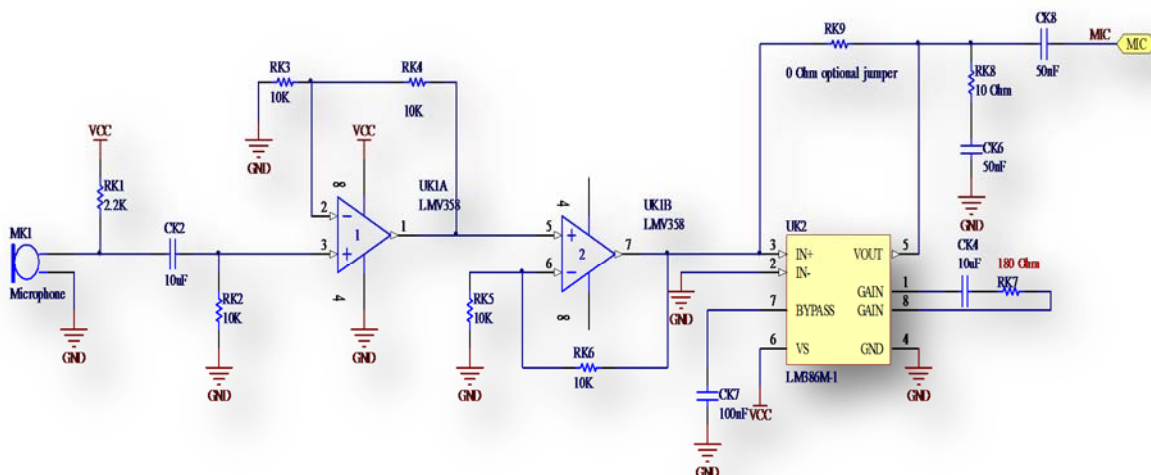 MK1
Microphone
GND
VCC
RK1
2.2K
CK2
10uF
RK2
10K
GND
RK3
10K
GND
RK4
10K
VCC
8
UK1A
LMV358
2
3
1
1
4
GND
4
UK1B
LMV358
5
6
2
7
8
RK5
10K
GND
RK6
10K
RK9
0 Ohm optional jumper
RK8
10 Ohm
CK6
50nF
GND
CK8
50nF
MIC
MIC
UK2
3 IN+
2 IN-
7 BYPASS
6 VS
VOUT 5
GAIN 1
GAIN 8
GND 4
LM386M-1
GND
CK4
10uF
180 Ohm
RK7
GND
CK7
100nF
GND
VCC